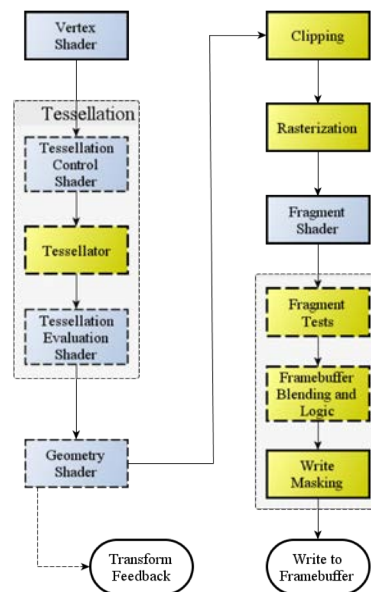 Vertex
Shader
Tessellation
Tessellation
Control
Shader
Tessellator
Tessellation
Evaluation
Shader
Geometry
Shader
Transform
Feedback
Clipping
Rasterization
Fragment
Shader
Fragment
Tests
Framebuffer
Blending and
Logic
Write
Masking
Write to
Framebuffer